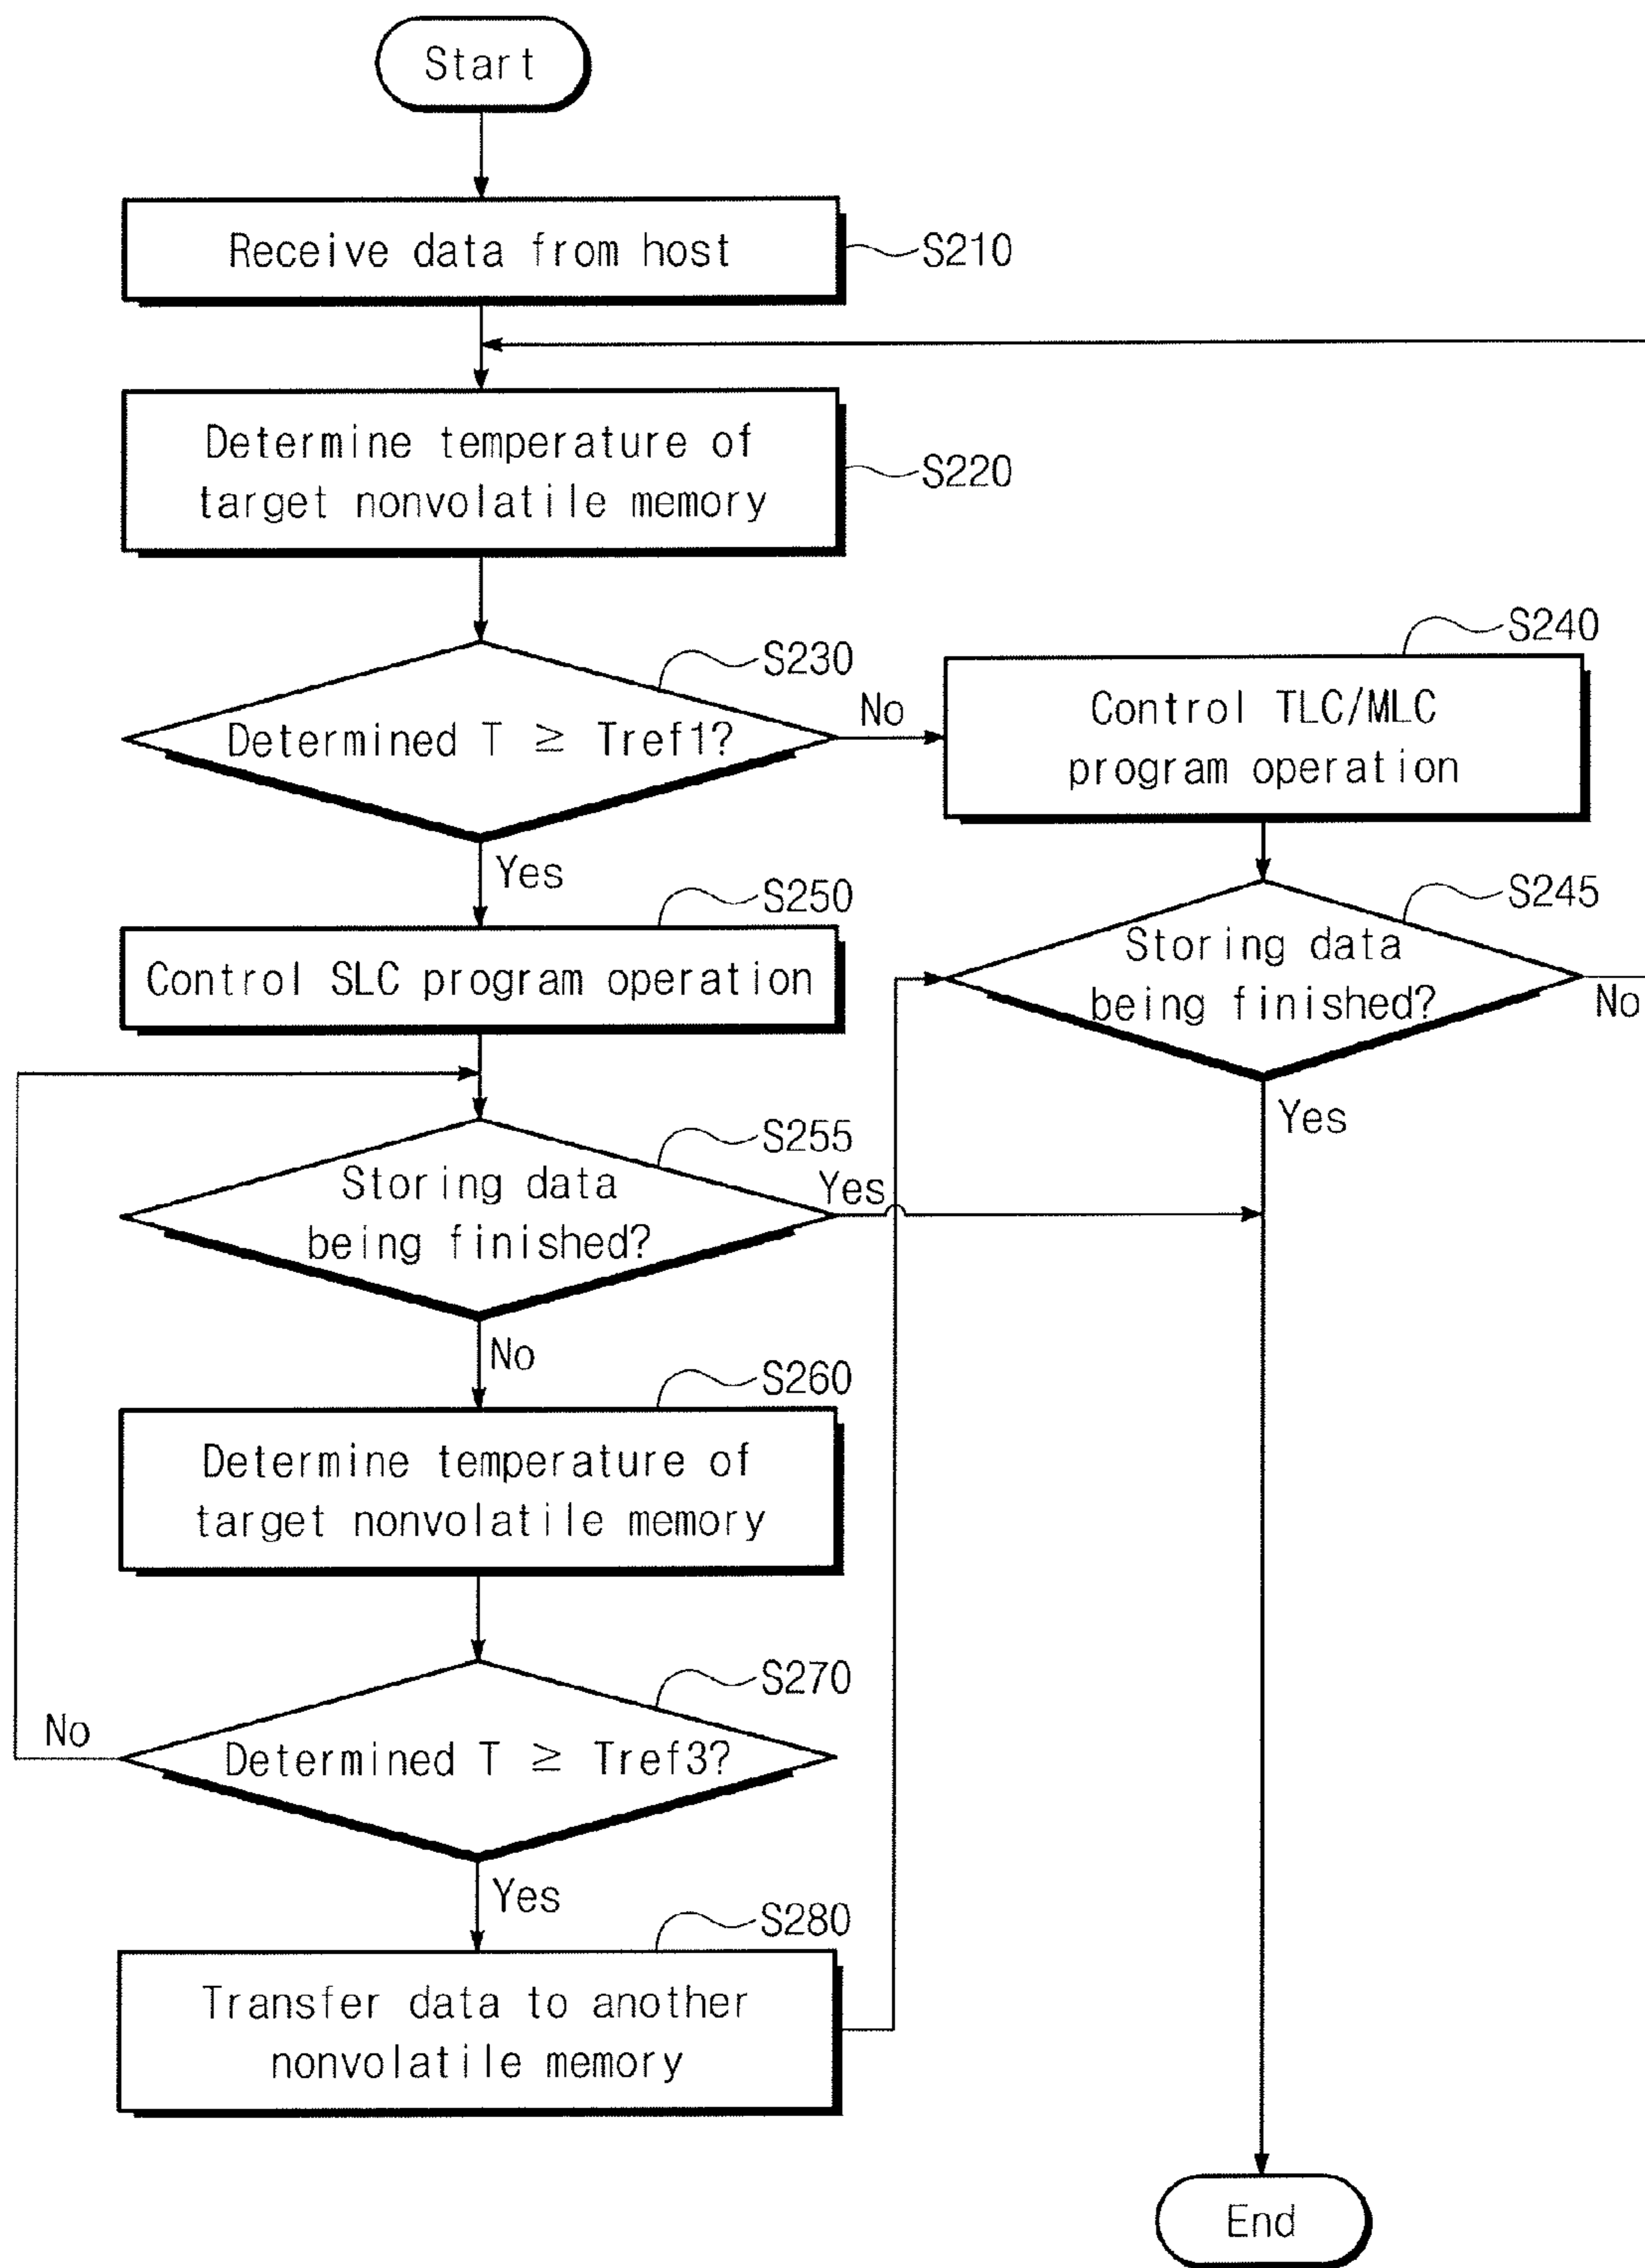 Start
Receive data from host
S210
Determine temperature of
target nonvolatile memory
S220
S230
Determined T ≥ Tref1?
No
Yes
S240
Control TLC/MLC
program operation
S250
Control SLC program operation
S245
Storing data
being finished?
No
Yes
S255
Storing data
being finished?
Yes
No
S260
Determine temperature of
target nonvolatile memory
S270
Determined T ≥ Tref3?
No
Yes
S280
Transfer data to another
nonvolatile memory
End